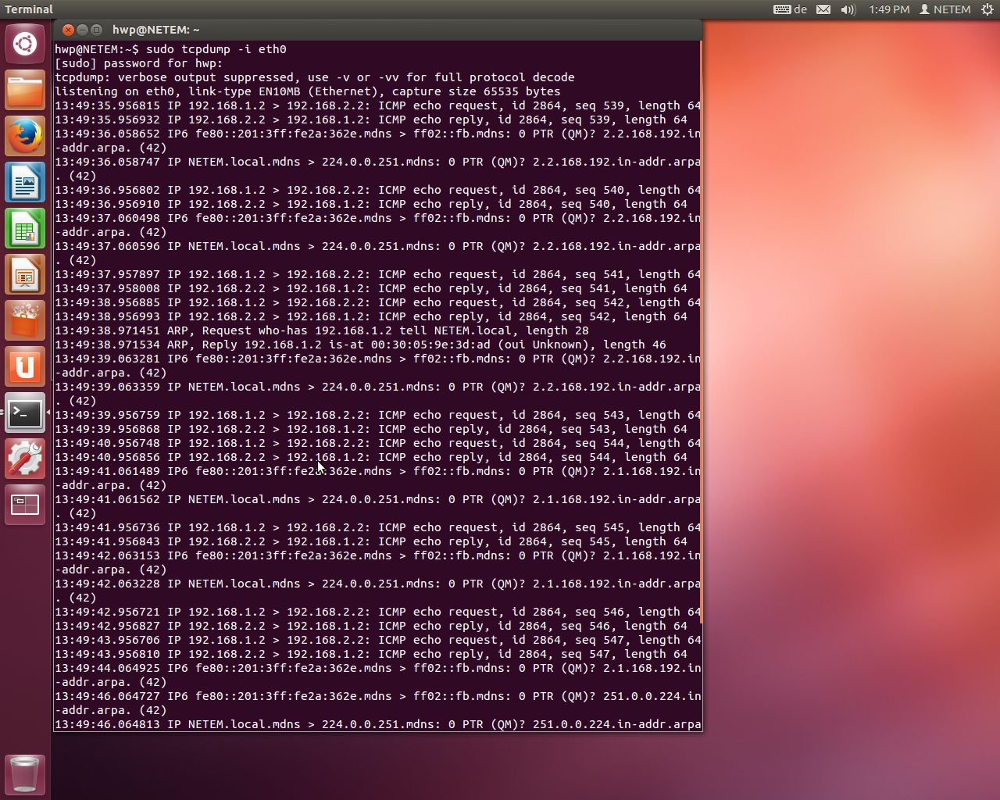 Terminal
de
1:49 PM
NETEM
hwp@NETEM: ~
hwp@NETEM:~$ sudo tcpdump -i eth0
[sudo] password for hwp:
tcpdump: verbose output suppressed, use -v or -vv for full protocol decode
listening on eth0, link-type EN10MB (Ethernet), capture size 65535 bytes
13:49:35.956815 IP 192.168.1.2 > 192.168.2.2: ICMP echo request, id 2864, seq 539, length 64
13:49:35.956932 IP 192.168.2.2 > 192.168.1.2: ICMP echo reply, id 2864, seq 539, length 64
13:49:36.058652 IP6 fe80::201:3ff:fe2a:362e.mdns > ff02::fb.mdns: 0 PTR (QM)? 2.2.168.192.in
-addr.arpa. (42)
13:49:36.058747 IP NETEM.local.mdns > 224.0.0.251.mdns: 0 PTR (QM)? 2.2.168.192.in-addr.arpa
. (42)
13:49:36.956802 IP 192.168.1.2 > 192.168.2.2: ICMP echo request, id 2864, seq 540, length 64
13:49:36.956910 IP 192.168.2.2 > 192.168.1.2: ICMP echo reply, id 2864, seq 540, length 64
13:49:37.060498 IP6 fe80::201:3ff:fe2a:362e.mdns > ff02::fb.mdns: 0 PTR (QM)? 2.2.168.192.in
-addr.arpa. (42)
13:49:37.060596 IP NETEM.local.mdns > 224.0.0.251.mdns: 0 PTR (QM)? 2.2.168.192.in-addr.arpa
. (42)
13:49:37.957897 IP 192.168.1.2 > 192.168.2.2: ICMP echo request, id 2864, seq 541, length 64
13:49:37.958008 IP 192.168.2.2 > 192.168.1.2: ICMP echo reply, id 2864, seq 541, length 64
13:49:38.956885 IP 192.168.1.2 > 192.168.2.2: ICMP echo request, id 2864, seq 542, length 64
13:49:38.956993 IP 192.168.2.2 > 192.168.1.2: ICMP echo reply, id 2864, seq 542, length 64
13:49:38.971451 ARP, Request who-has 192.168.1.2 tell NETEM.local, length 28
13:49:38.971534 ARP, Reply 192.168.1.2 is-at 00:30:05:9e:3d:ad (oui Unknown), length 46
13:49:39.063281 IP6 fe80::201:3ff:fe2a:362e.mdns > ff02::fb.mdns: 0 PTR (QM)? 2.2.168.192.in
-addr.arpa. (42)
13:49:39.063359 IP NETEM.local.mdns > 224.0.0.251.mdns: 0 PTR (QM)? 2.2.168.192.in-addr.arpa
. (42)
13:49:39.956759 IP 192.168.1.2 > 192.168.2.2: ICMP echo request, id 2864, seq 543, length 64
13:49:39.956868 IP 192.168.2.2 > 192.168.1.2: ICMP echo reply, id 2864, seq 543, length 64
13:49:40.956748 IP 192.168.1.2 > 192.168.2.2: ICMP echo request, id 2864, seq 544, length 64
13:49:40.956856 IP 192.168.2.2 > 192.168.1.2: ICMP echo reply, id 2864, seq 544, length 64
13:49:41.061489 IP6 fe80::201:3ff:fe2a:362e.mdns > ff02::fb.mdns: 0 PTR (QM)? 2.1.168.192.in
-addr.arpa. (42)
13:49:41.061562 IP NETEM.local.mdns > 224.0.0.251.mdns: 0 PTR (QM)? 2.1.168.192.in-addr.arpa
. (42)
13:49:41.956736 IP 192.168.1.2 > 192.168.2.2: ICMP echo request, id 2864, seq 545, length 64
13:49:41.956843 IP 192.168.2.2 > 192.168.1.2: ICMP echo reply, id 2864, seq 545, length 64
13:49:42.063153 IP6 fe80::201:3ff:fe2a:362e.mdns > ff02::fb.mdns: 0 PTR (QM)? 2.1.168.192.in
-addr.arpa. (42)
13:49:42.063228 IP NETEM.local.mdns > 224.0.0.251.mdns: 0 PTR (QM)? 2.1.168.192.in-addr.arpa
. (42)
13:49:42.956721 IP 192.168.1.2 > 192.168.2.2: ICMP echo request, id 2864, seq 546, length 64
13:49:42.956827 IP 192.168.2.2 > 192.168.1.2: ICMP echo reply, id 2864, seq 546, length 64
13:49:43.956706 IP 192.168.1.2 > 192.168.2.2: ICMP echo request, id 2864, seq 547, length 64
13:49:43.956810 IP 192.168.2.2 > 192.168.1.2: ICMP echo reply, id 2864, seq 547, length 64
13:49:44.064925 IP6 fe80::201:3ff:fe2a:362e.mdns > ff02::fb.mdns: 0 PTR (QM)? 2.1.168.192.in
-addr.arpa. (42)
13:49:46.064727 IP6 fe80::201:3ff:fe2a:362e.mdns > ff02::fb.mdns: 0 PTR (QM)? 251.0.0.224.in
-addr.arpa. (42)
13:49:46.064813 IP NETEM.local.mdns > 224.0.0.251.mdns: 0 PTR (QM)? 251.0.0.224.in-addr.arpa